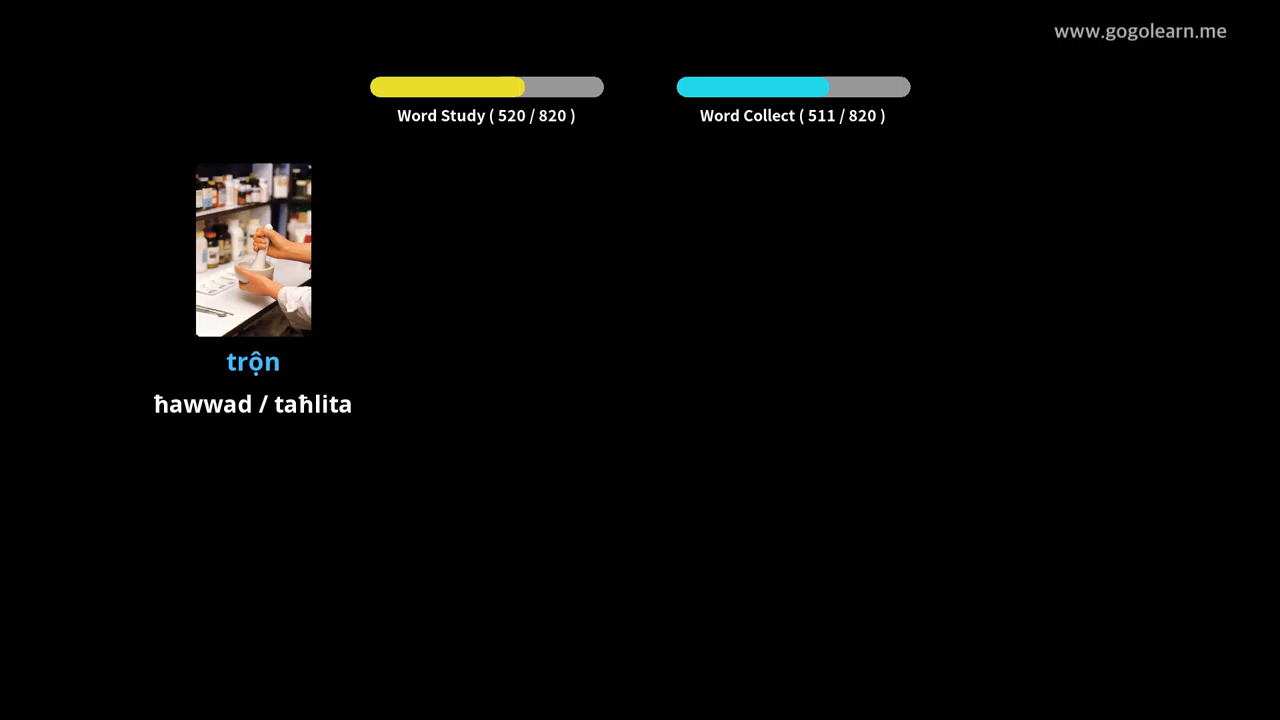 www.gogolearn.me
Word Study ( 520 / 820 )
Word Collect ( 511 / 820 )
trộn
ħawwad / taħlita